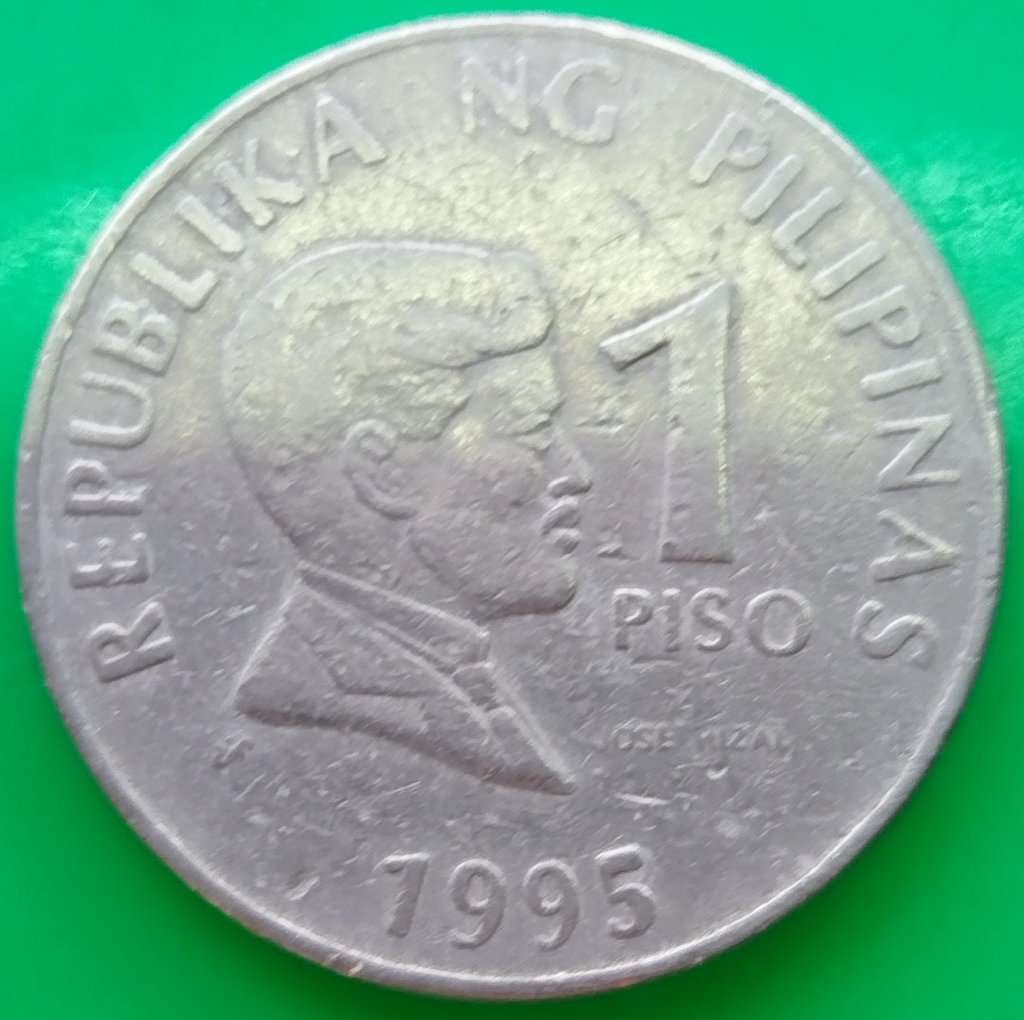 REPUBLIKA NG PILIPINAS
1
PISO
JOSE RIZAL
1995